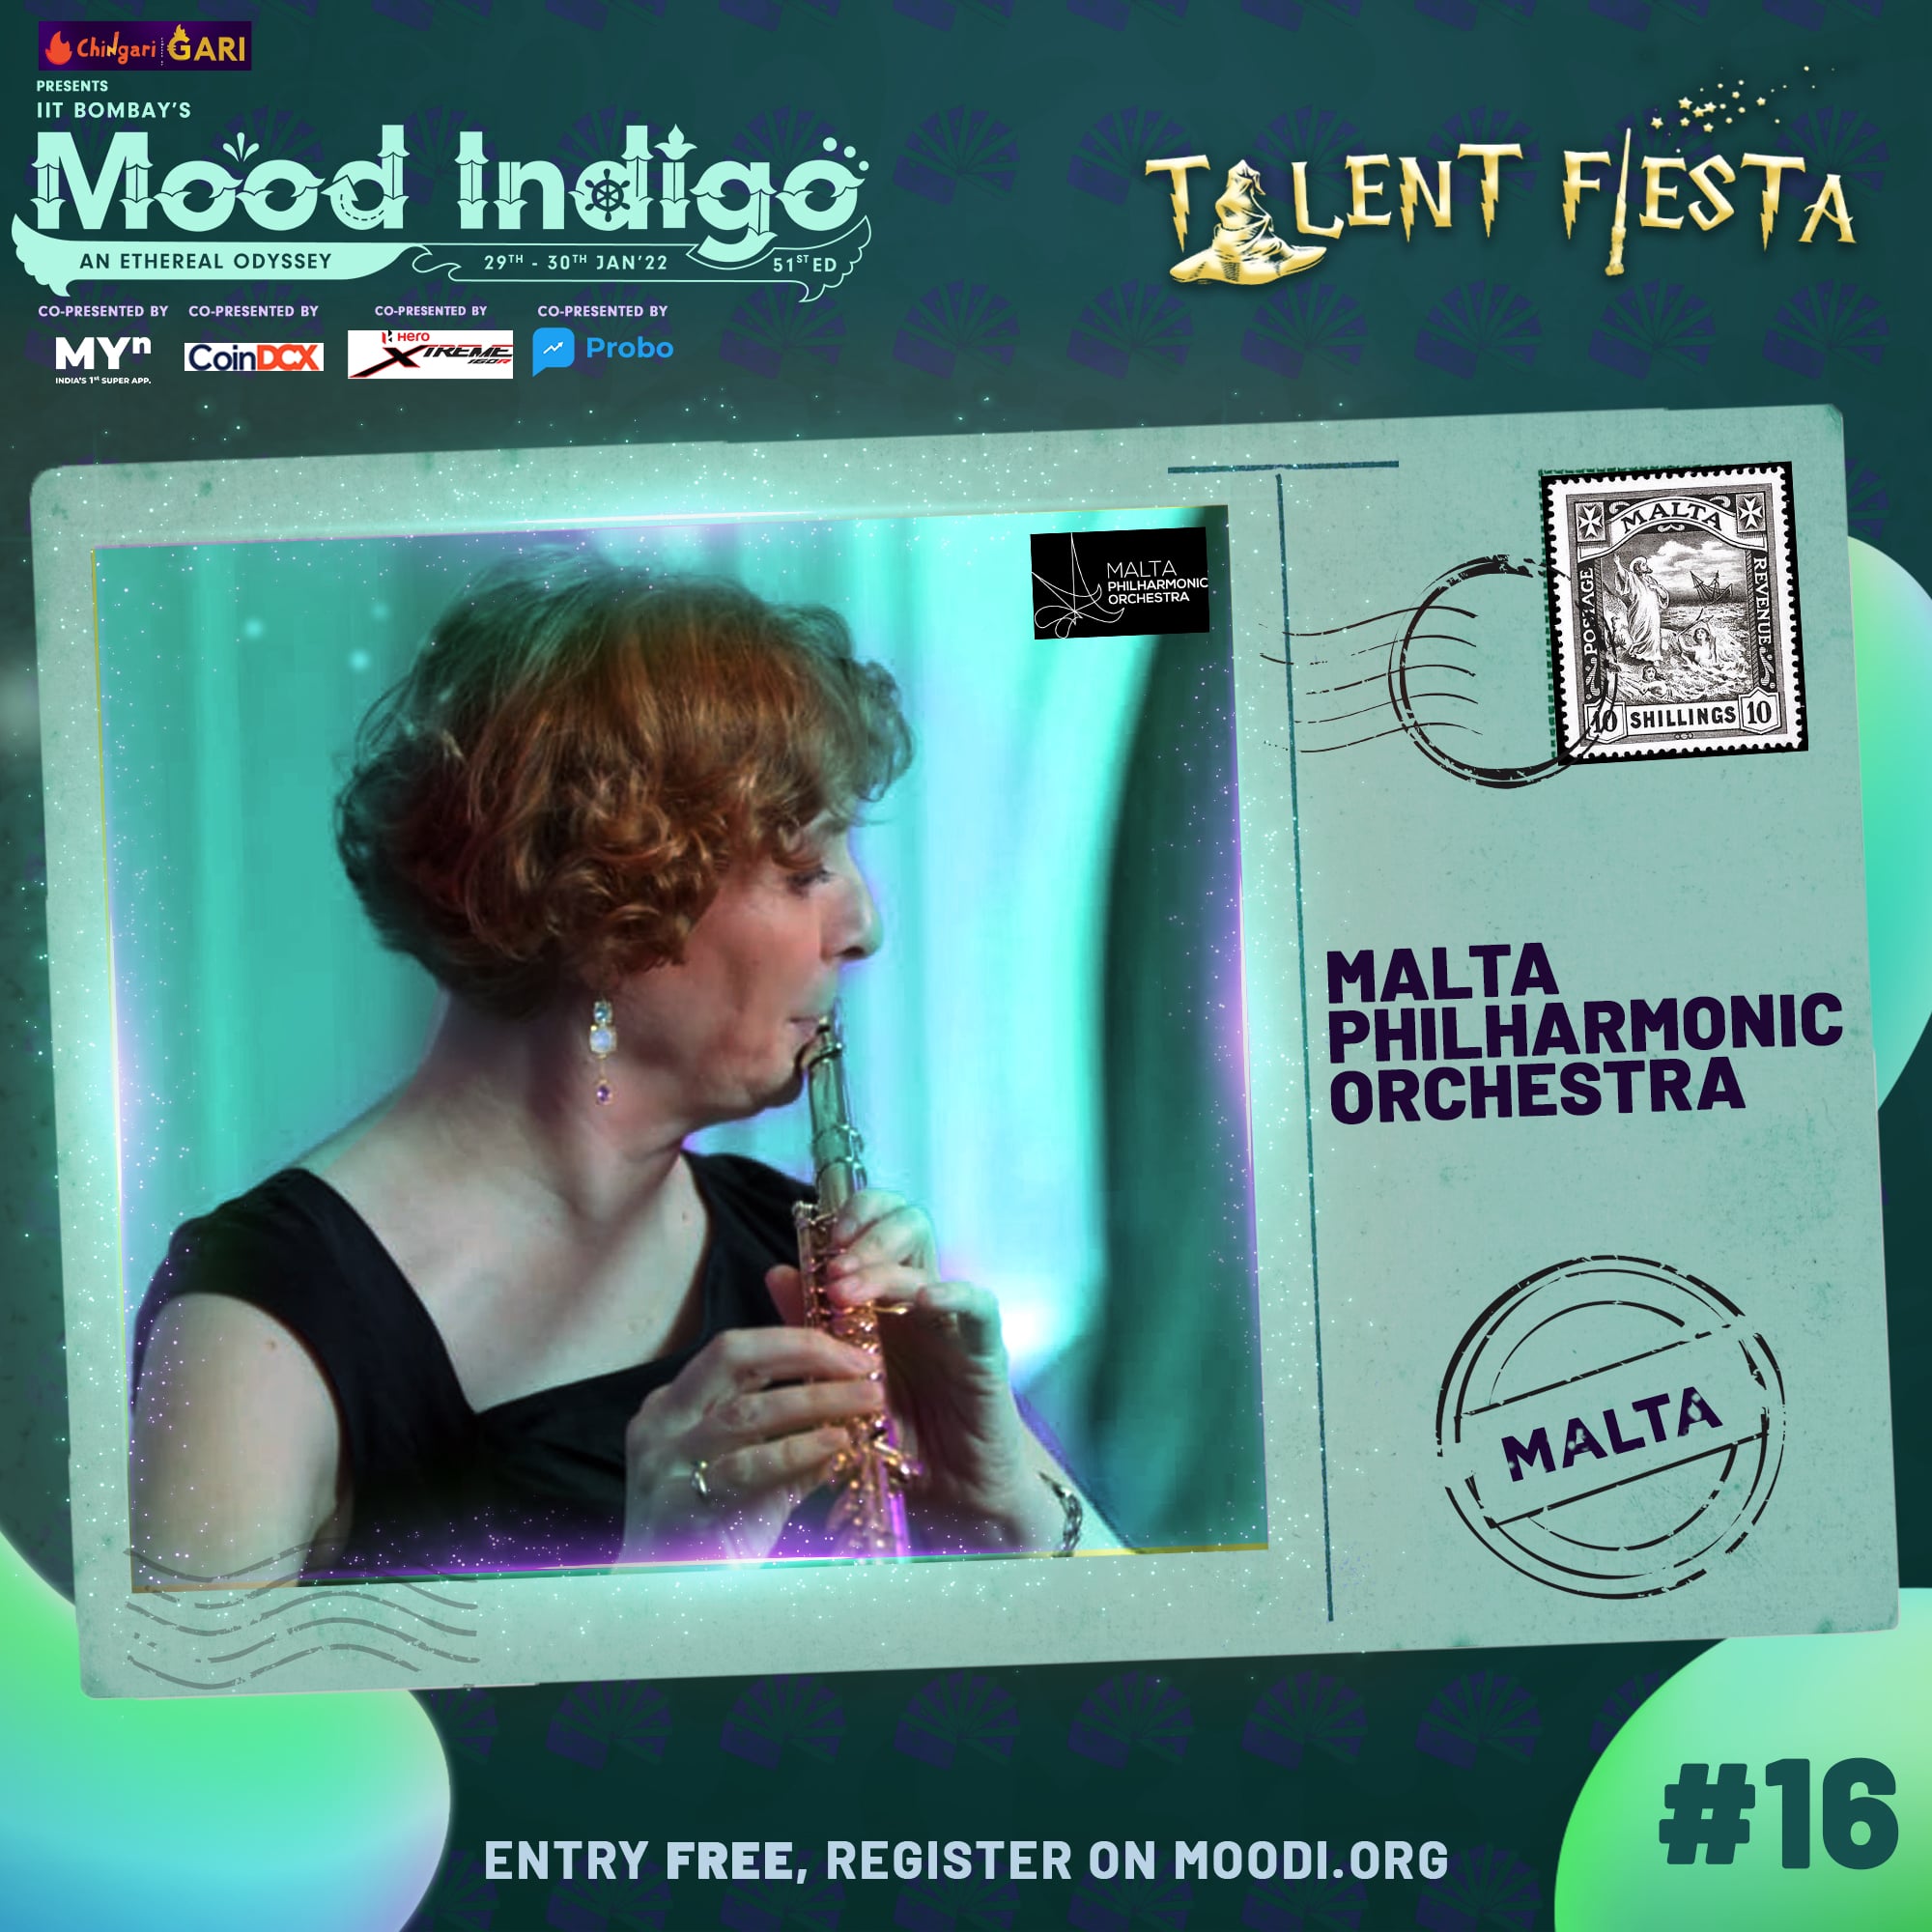 Chingari GARI
PRESENTS
IIT BOMBAY'S
Mood Indigo
AN ETHEREAL ODYSSEY
29TH - 30TH JAN'22
51ST ED
TALENT FIESTA
CO-PRESENTED BY
CO-PRESENTED BY
CO-PRESENTED BY
CO-PRESENTED BY
MYn
INDIA'S 1ST SUPER APP.
CoinDCX
Hero
XTREME
160R
Probo
MALTA
PHILHARMONIC
ORCHESTRA
MALTA
POSTAGE
REVENUE
10 SHILLINGS 10
MALTA
PHILHARMONIC
ORCHESTRA
MALTA
#16
ENTRY FREE, REGISTER ON MOODI.ORG